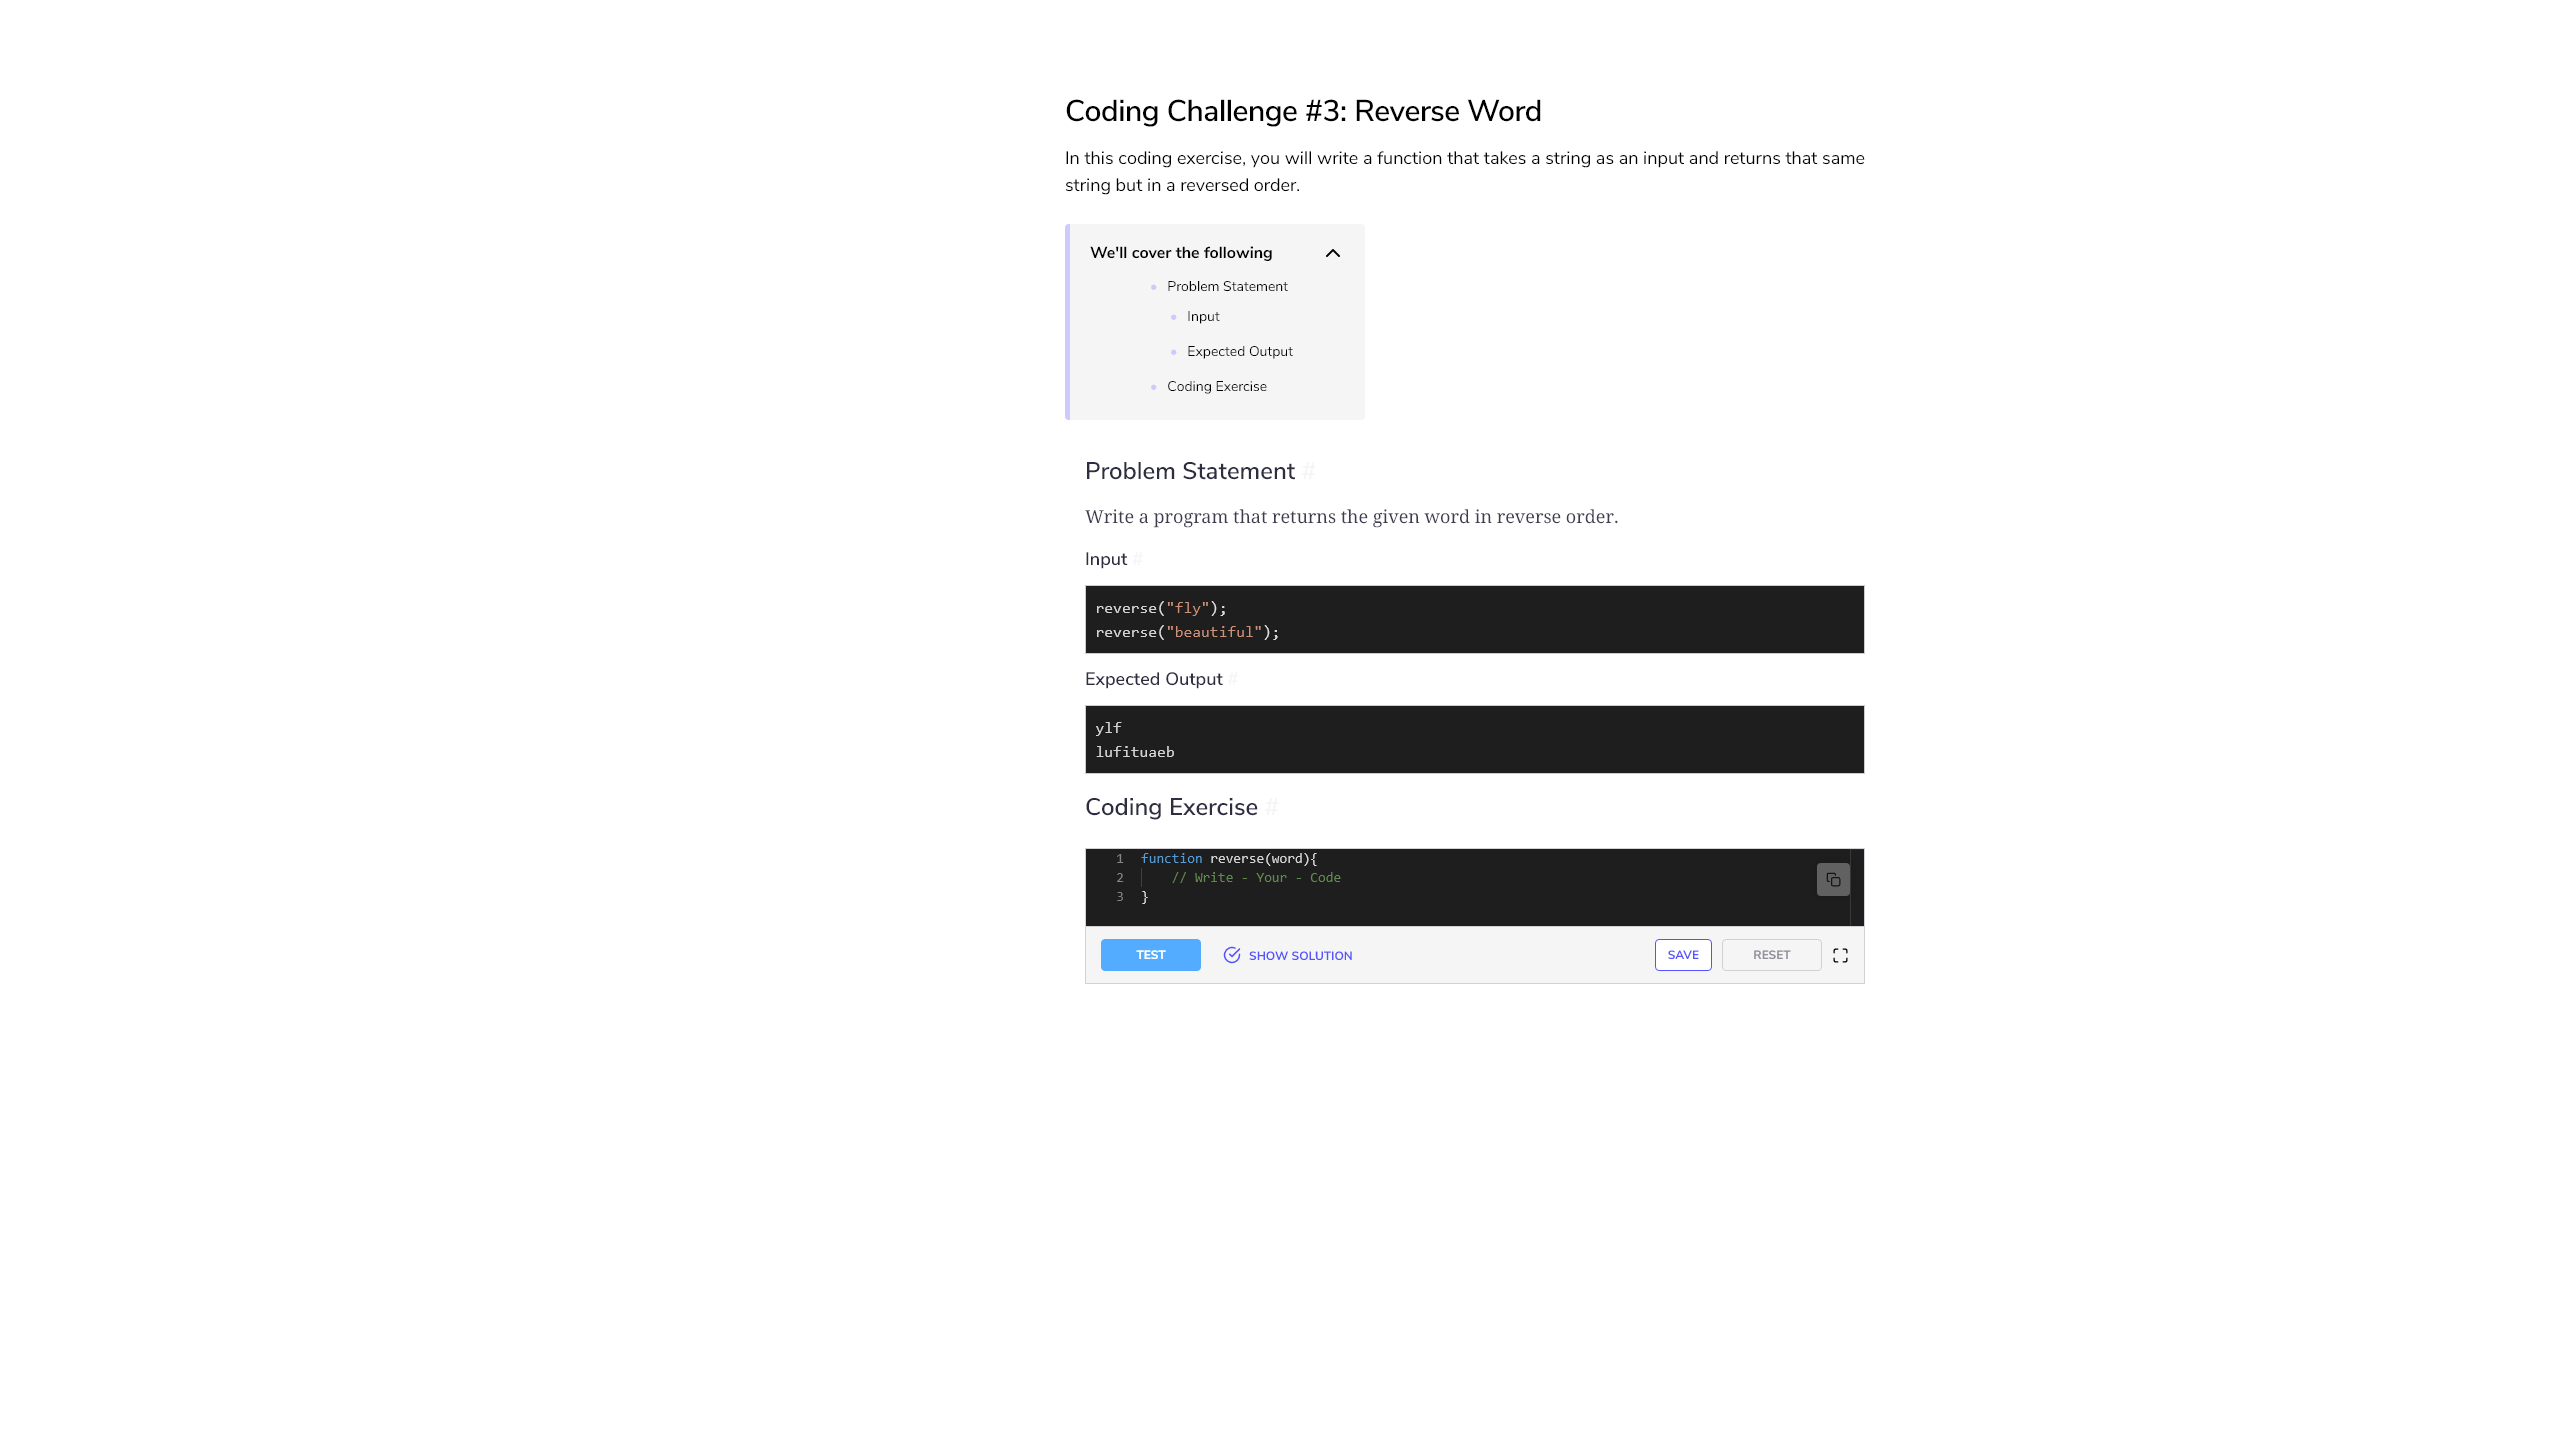 Coding Challenge #3: Reverse Word
In this coding exercise, you will write a function that takes a string as an input and returns that same
string but in a reversed order.
We'll cover the following
Problem Statement
Input
Expected Output
Coding Exercise
Problem Statement #
Write a program that returns the given word in reverse order.
Input #
reverse("fly");
reverse("beautiful");
Expected Output #
ylf
lufituaeb
Coding Exercise #
1 function reverse(word){
2 // Write - Your - Code
3 }
TEST SHOW SOLUTION SAVE RESET